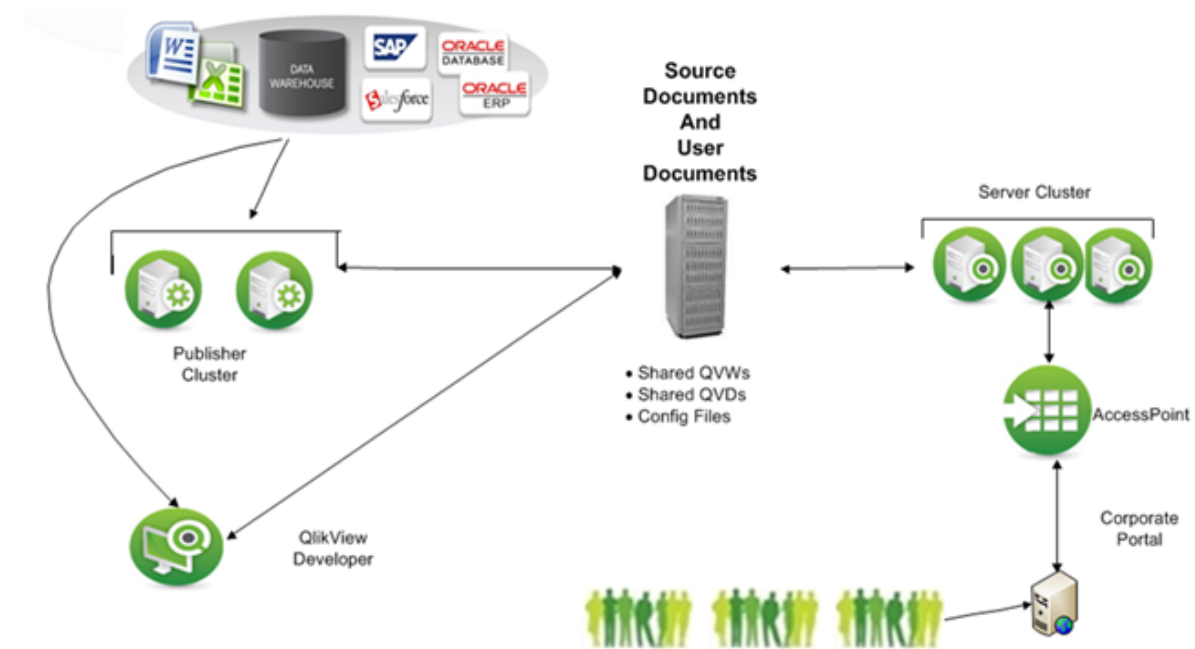 W
X
DATA
WAREHOUSE
SAP
ORACLE
DATABASE
salesforce
ORACLE
ERP
Source
Documents
And
User
Documents
Server Cluster
Publisher
Cluster
• Shared QVWs
• Shared QVDs
• Config Files
AccessPoint
QlikView
Developer
Corporate
Portal